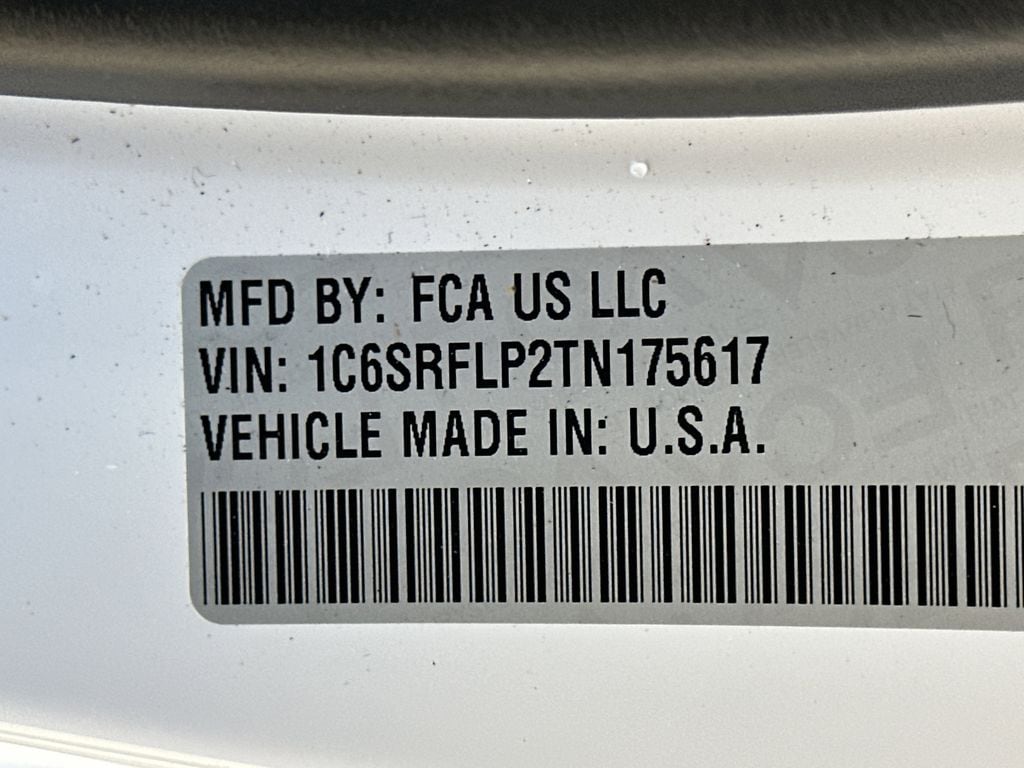 MFD BY: FCA US LLC
VIN: 1C6SRFLP2TN175617
VEHICLE MADE IN: U.S.A.